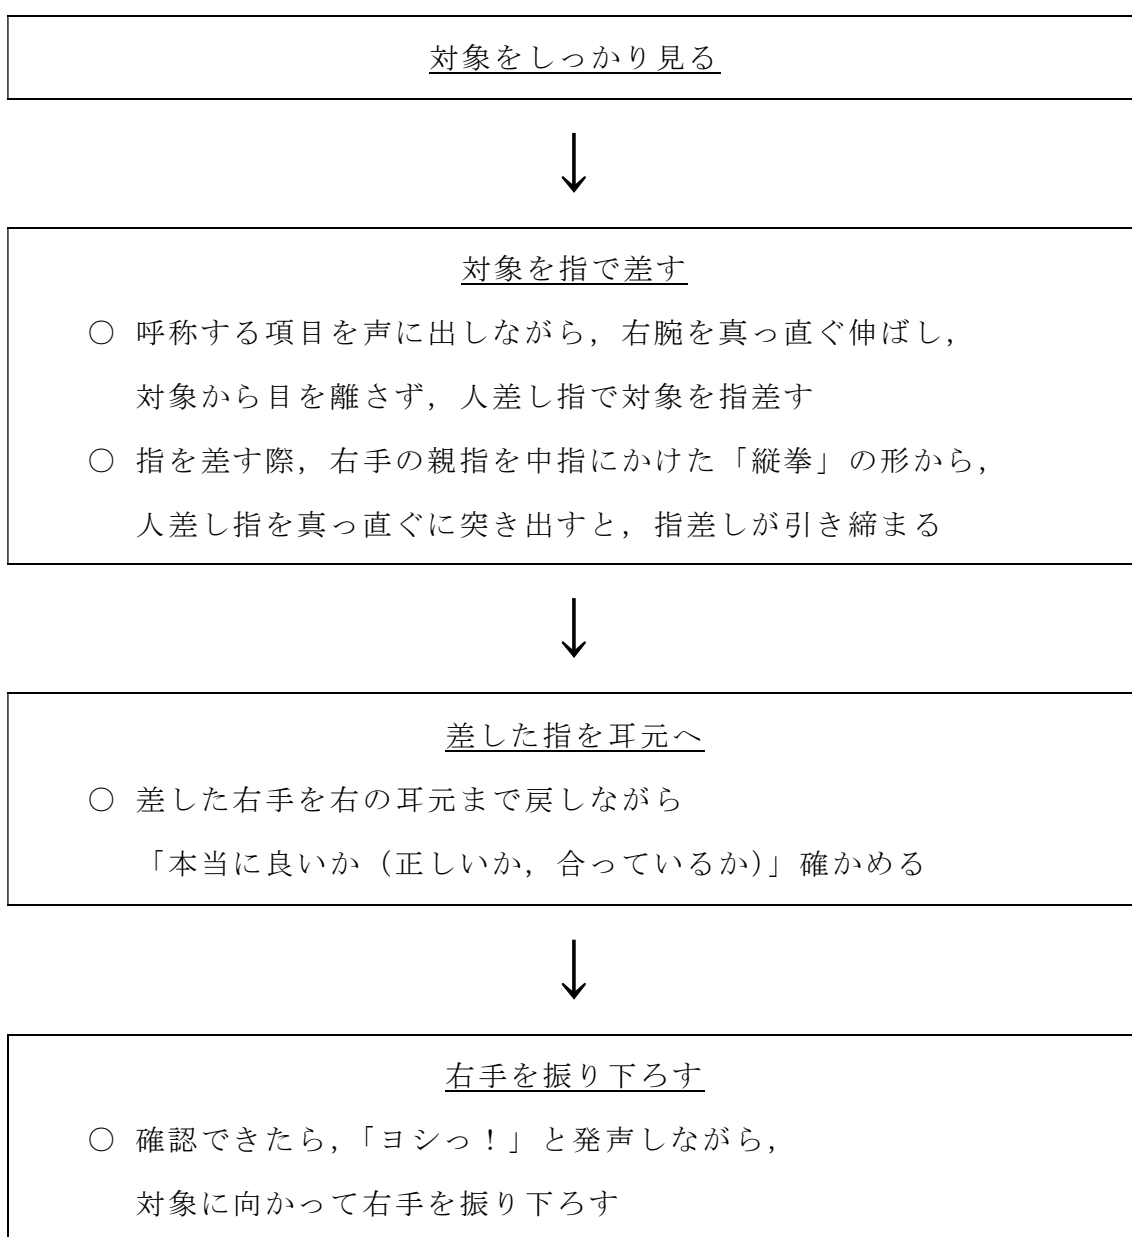 対象をしっかり見る
↓
対象を指で差す
○ 呼称する項目を声に出しながら，右腕を真っ直ぐ伸ばし，
対象から目を離さず，人差し指で対象を指差す
○ 指を差す際，右手の親指を中指にかけた「縦拳」の形から，
人差し指を真っ直ぐに突き出すと，指差しが引き締まる
↓
差した指を耳元へ
○ 差した右手を右の耳元まで戻しながら
「本当に良いか（正しいか，合っているか）」確かめる
↓
右手を振り下ろす
○ 確認できたら，「ヨシっ！」と発声しながら，
対象に向かって右手を振り下ろす